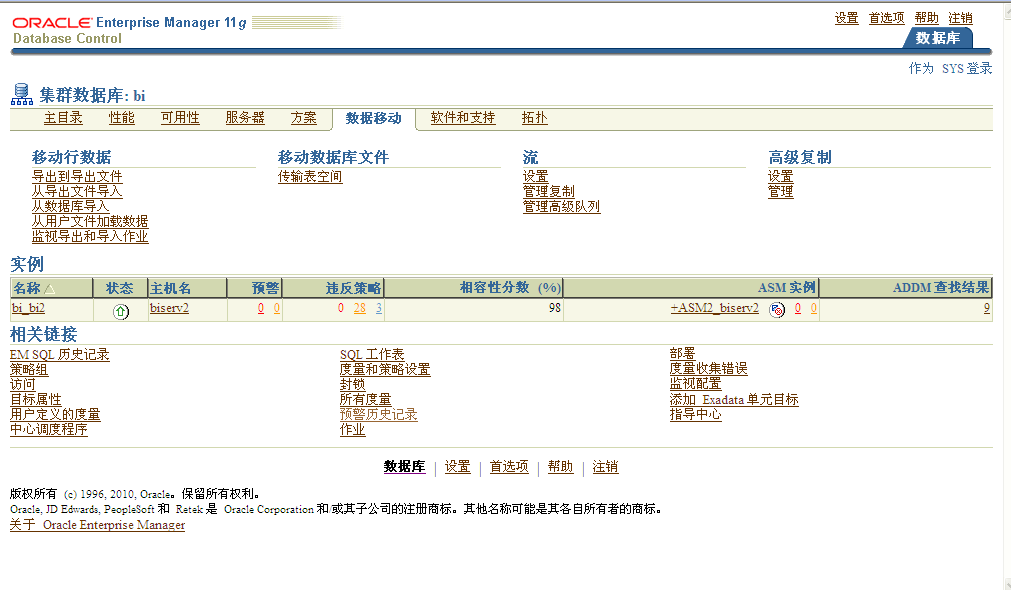 ORACLE Enterprise Manager 11g
Database Control
设置 首选项 帮助 注销
数据库
作为 SYS 登录
集群数据库: bi
主目录 性能 可用性 服务器 方案 数据移动 软件和支持 拓扑
移动行数据 移动数据库文件 流 高级复制
导出到导出文件 传输表空间 设置 设置
从导出文件导入 管理复制 管理
从数据库导入 管理高级队列
从用户文件加载数据
监视导出和导入作业
实例
名称 状态 主机名 预警 违反策略 相容性分数 (%) ASM 实例 ADDM 查找结果
bi_bi2 biserv2 0 0 0 28 3 98 +ASM2_biserv2 0 0 9
相关链接
EM SQL 历史记录 SQL 工作表 部署
策略组 度量和策略设置 度量收集错误
访问 封锁 监视配置
目标属性 所有度量 添加 Exadata 单元目标
用户定义的度量 预警历史记录 指导中心
中心调度程序 作业
数据库 | 设置 | 首选项 | 帮助 | 注销
版权所有 (c) 1996, 2010, Oracle。保留所有权利。
Oracle, JD Edwards, PeopleSoft 和 Retek 是 Oracle Corporation 和/或其子公司的注册商标。其他名称可能是其各自所有者的商标。
关于 Oracle Enterprise Manager